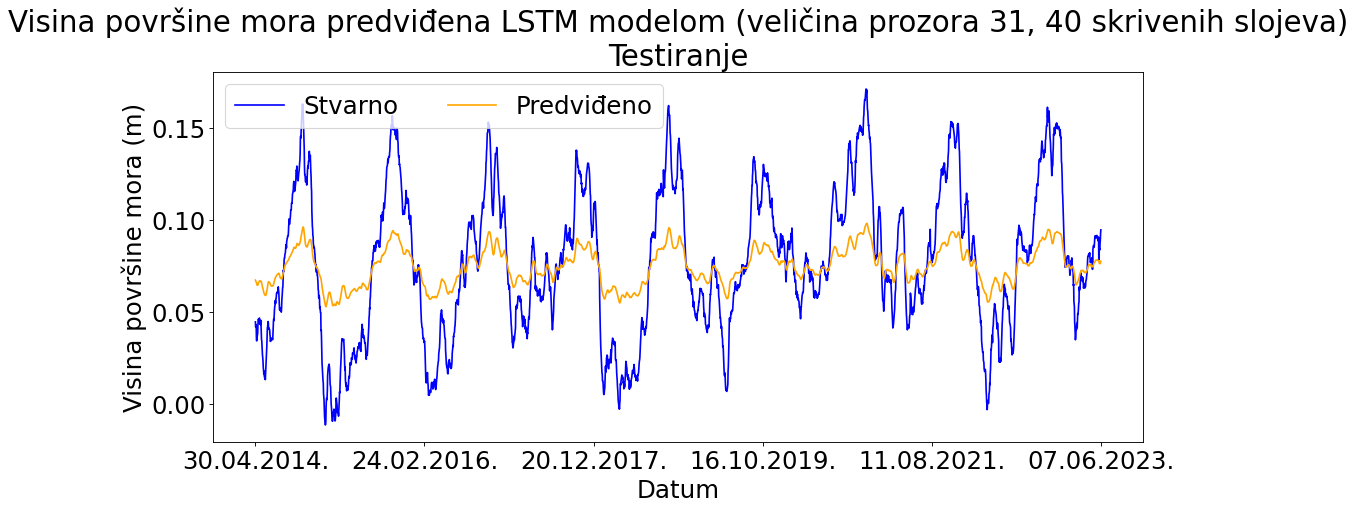 Visina površine mora predviđena LSTM modelom (veličina prozora 31, 40 skrivenih slojeva)
Testiranje
Stvarno
Predviđeno
Visina površine mora (m)
0.15
0.10
0.05
0.00
30.04.2014.
24.02.2016.
20.12.2017.
16.10.2019.
11.08.2021.
07.06.2023.
Datum